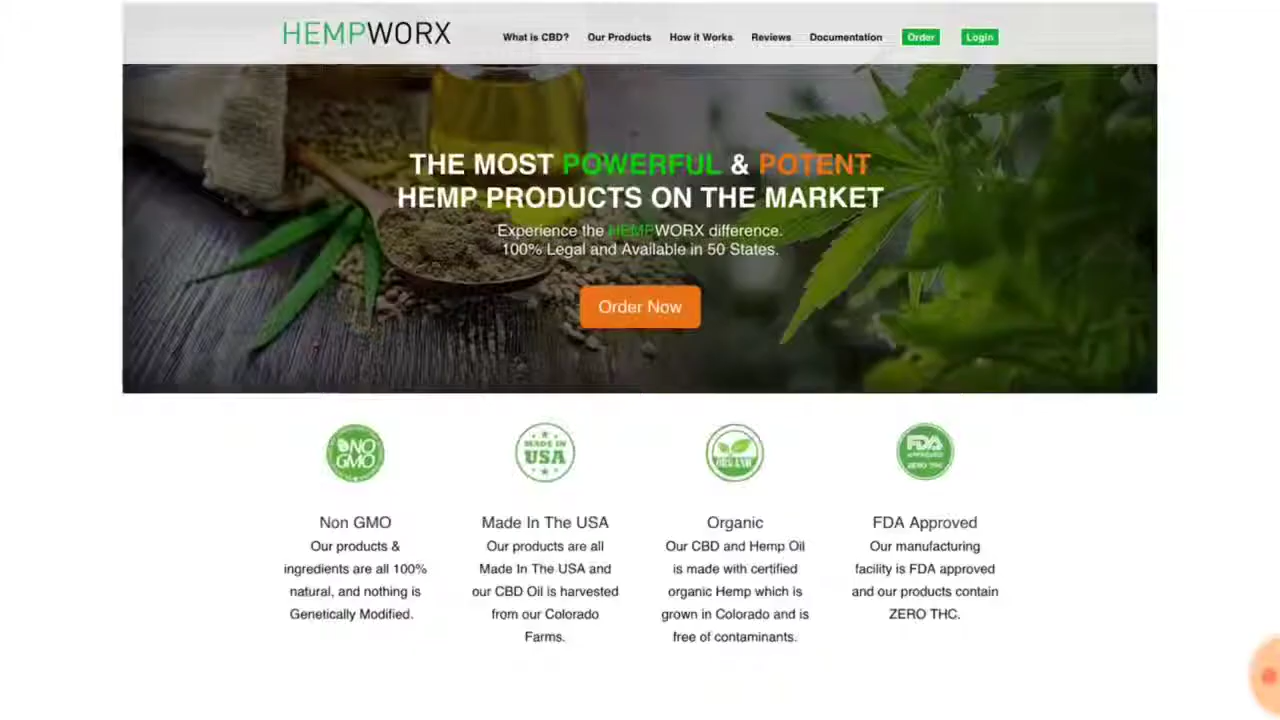 HEMPWORX
What is CBD? Our Products How it Works Reviews Documentation Order Login
THE MOST POWERFUL & POTENT
HEMP PRODUCTS ON THE MARKET
Experience the HEMPWORX difference.
100% Legal and Available in 50 States.
Order Now
NO
GMO
MADE IN
USA
ORGANIC
FDA
APPROVED
ZERO THC
Non GMO
Our products &
ingredients are all 100%
natural, and nothing is
Genetically Modified.
Made In The USA
Our products are all
Made In The USA and
our CBD Oil is harvested
from our Colorado
Farms.
Organic
Our CBD and Hemp Oil
is made with certified
organic Hemp which is
grown in Colorado and is
free of contaminants.
FDA Approved
Our manufacturing
facility is FDA approved
and our products contain
ZERO THC.